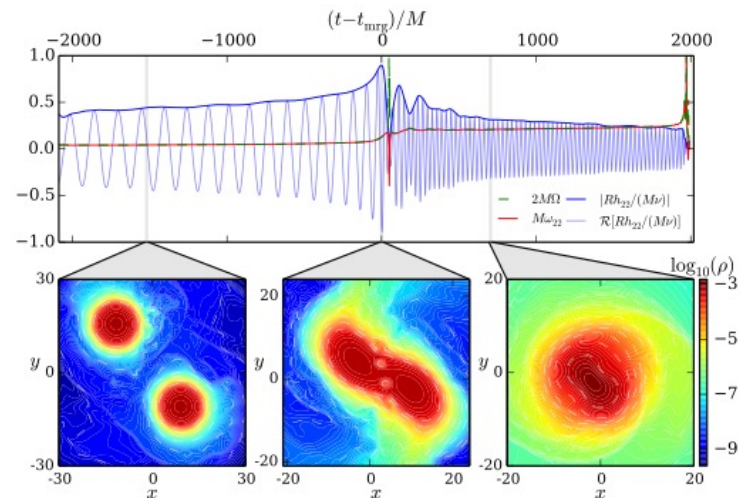 (t−t_mrg)/M
−2000 −1000 0 1000 2000
1.0
0.5
0.0
−0.5
−1.0
2MΩ |Rh₂₂/(Mν)|
Mω₂₂ ℛ[Rh₂₂/(Mν)]
log₁₀(ρ)
30 20 20 −3
y 0 y 0 y 0 −5
−7
-30 -20 -20 −9
-30 0 30 -20 0 20 -20 0 20
x x x